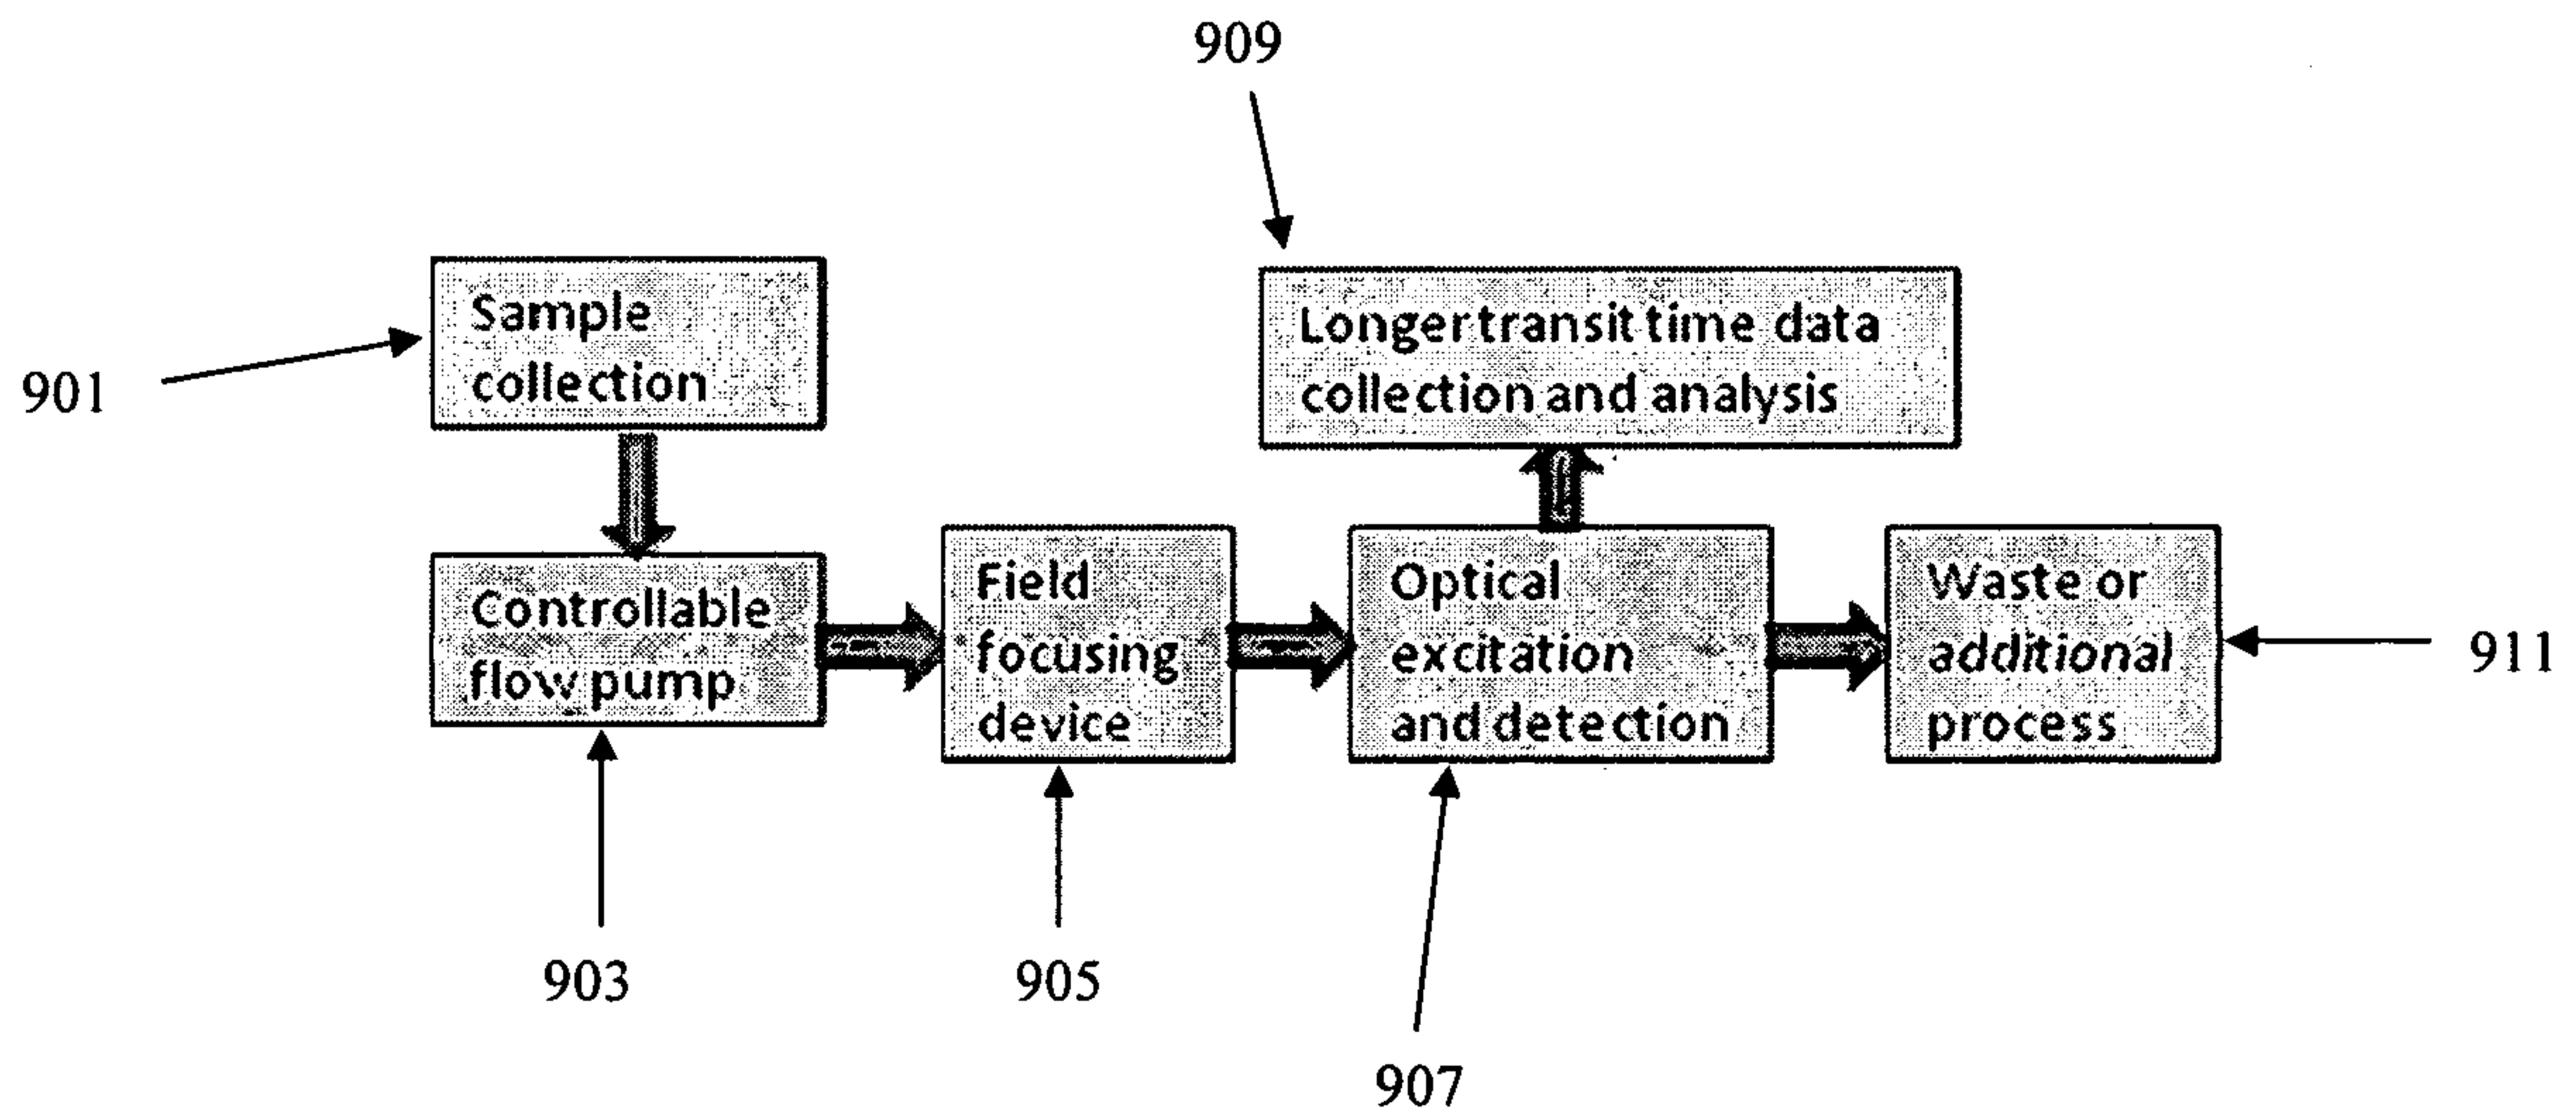 909
Sample
collection
901
Longer transit time data
collection and analysis
Controllable
flow pump
Field
focusing
device
Optical
excitation
and detection
Waste or
additional
process
911
903
905
907